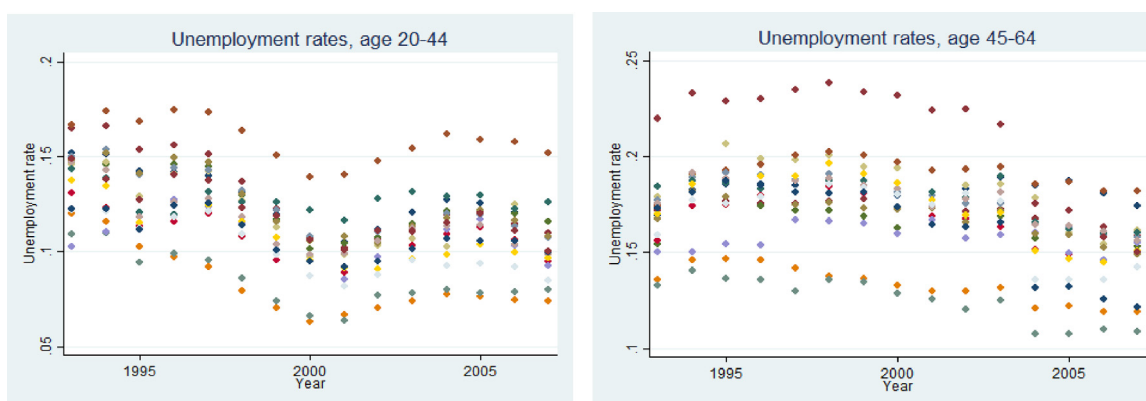 Unemployment rates, age 20-44
Unemployment rate
.2
.15
.1
.05
1995
2000
2005
Year
Unemployment rates, age 45-64
Unemployment rate
.25
.2
.15
.1
1995
2000
2005
Year